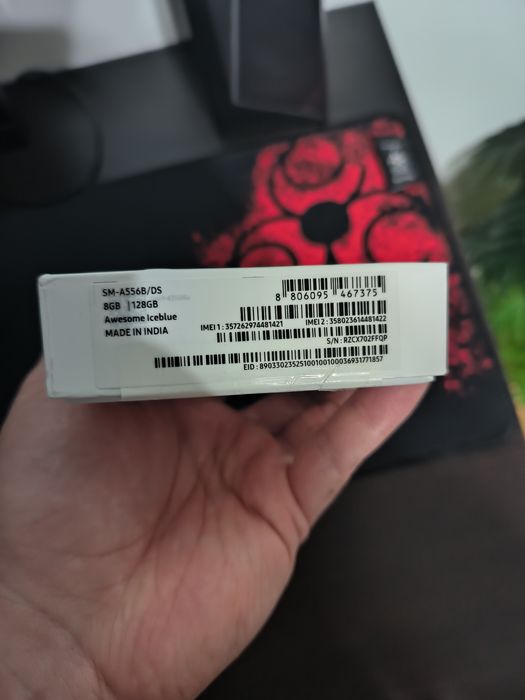 SM-A556B/DS
8GB |128GB
Awesome Iceblue
MADE IN INDIA
8 806095 467375
IMEI 1 : 357262974481421
IMEI 2 : 358023614481422
S/N : RZCX702FFQP
EID : 89033023525100100100036931771857